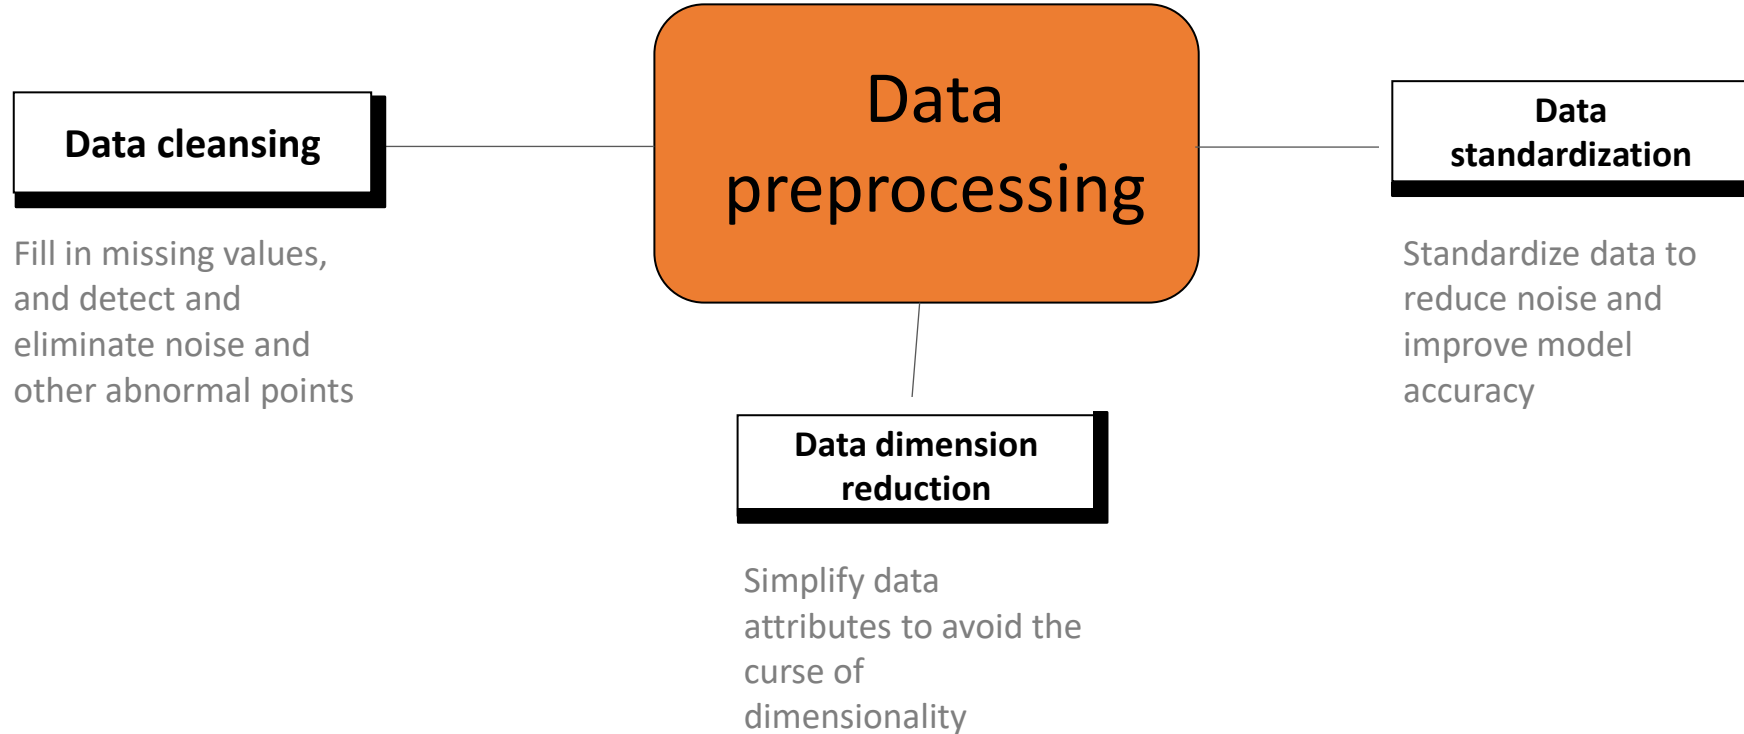 Data
preprocessing
Data cleansing
Fill in missing values,
and detect and
eliminate noise and
other abnormal points
Data dimension
reduction
Simplify data
attributes to avoid the
curse of
dimensionality
Data
standardization
Standardize data to
reduce noise and
improve model
accuracy